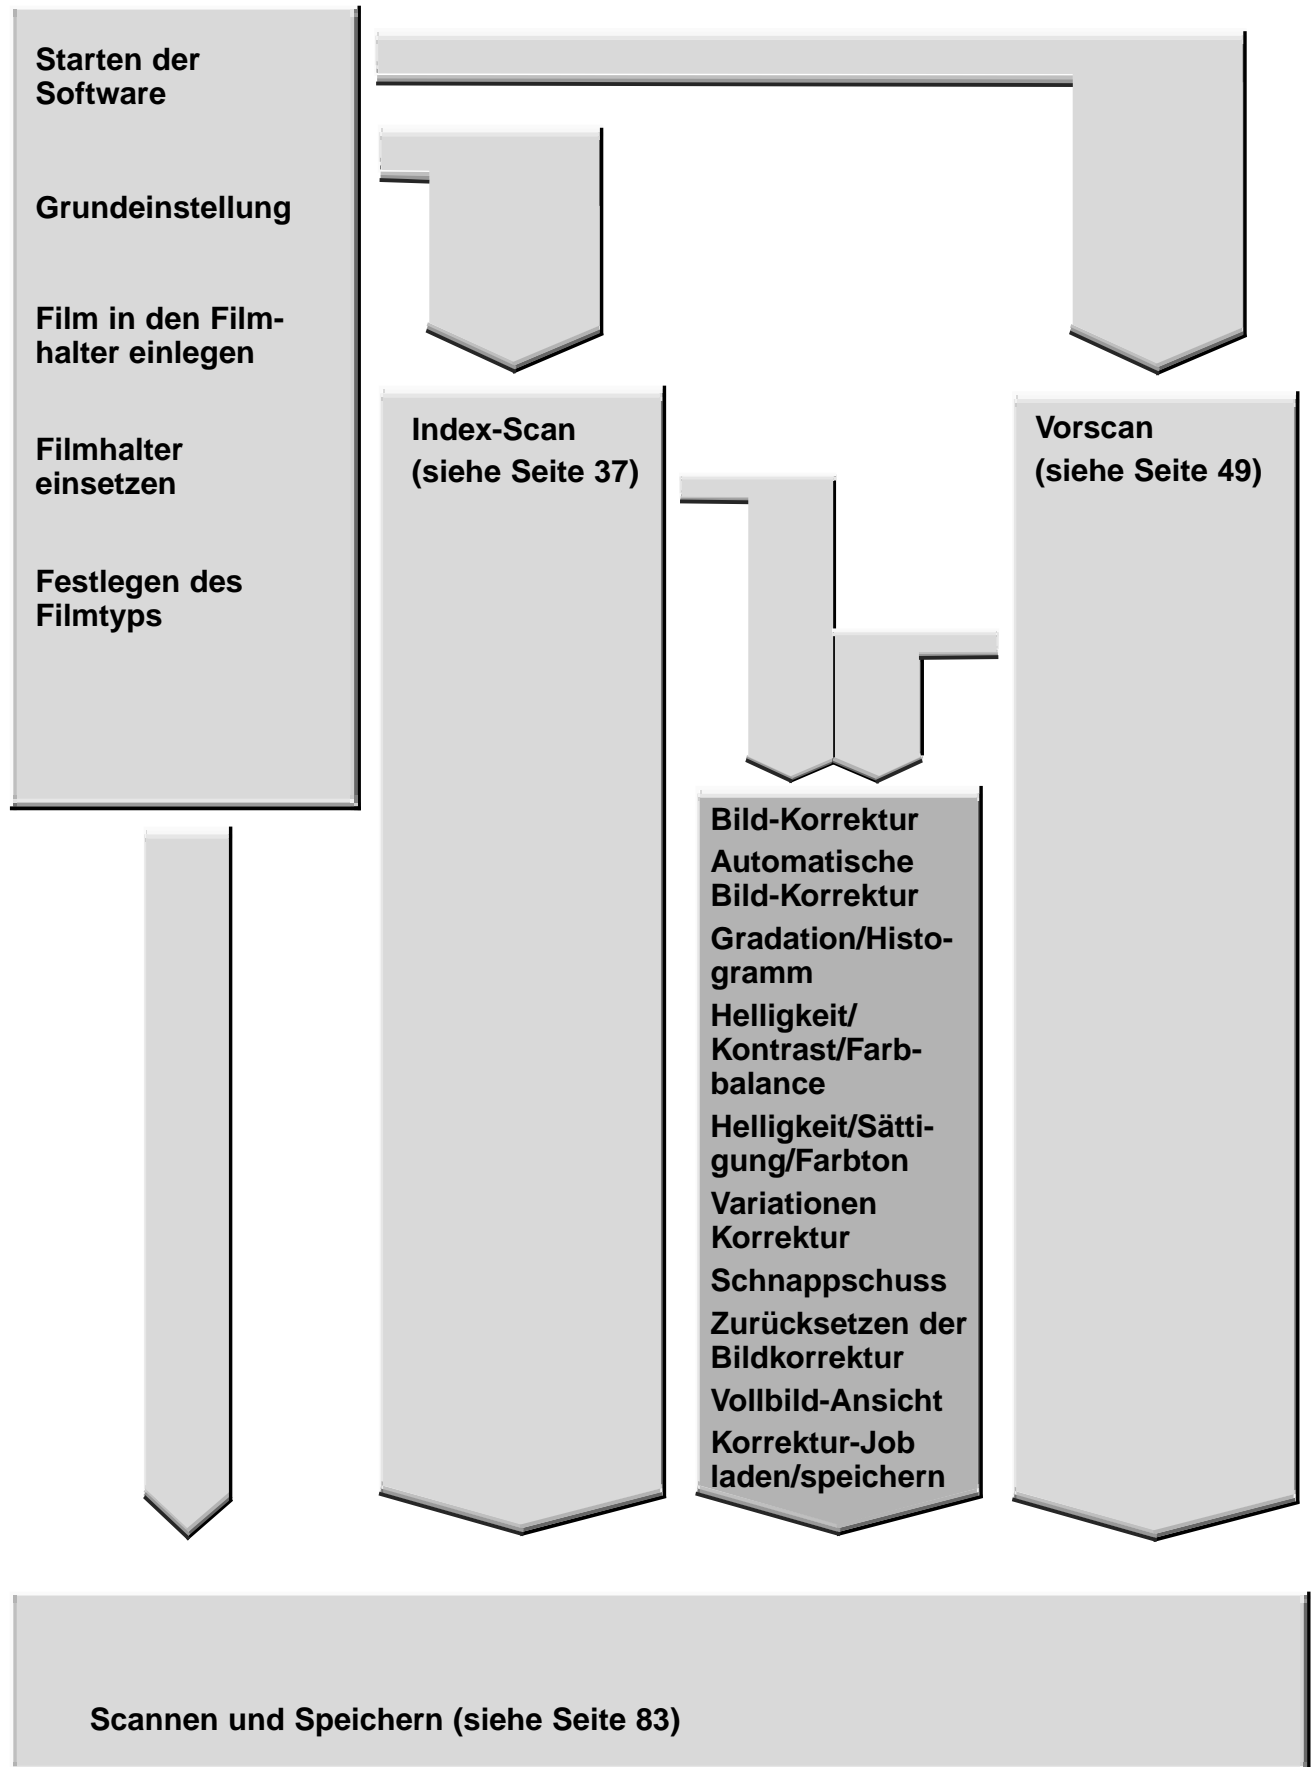 Starten der
Software
Grundeinstellung
Film in den Film-
halter einlegen
Filmhalter
einsetzen
Festlegen des
Filmtyps
Index-Scan
(siehe Seite 37)
Vorscan
(siehe Seite 49)
Bild-Korrektur
Automatische
Bild-Korrektur
Gradation/Histo-
gramm
Helligkeit/
Kontrast/Farb-
balance
Helligkeit/Sätti-
gung/Farbton
Variationen
Korrektur
Schnappschuss
Zurücksetzen der
Bildkorrektur
Vollbild-Ansicht
Korrektur-Job
laden/speichern
Scannen und Speichern (siehe Seite 83)